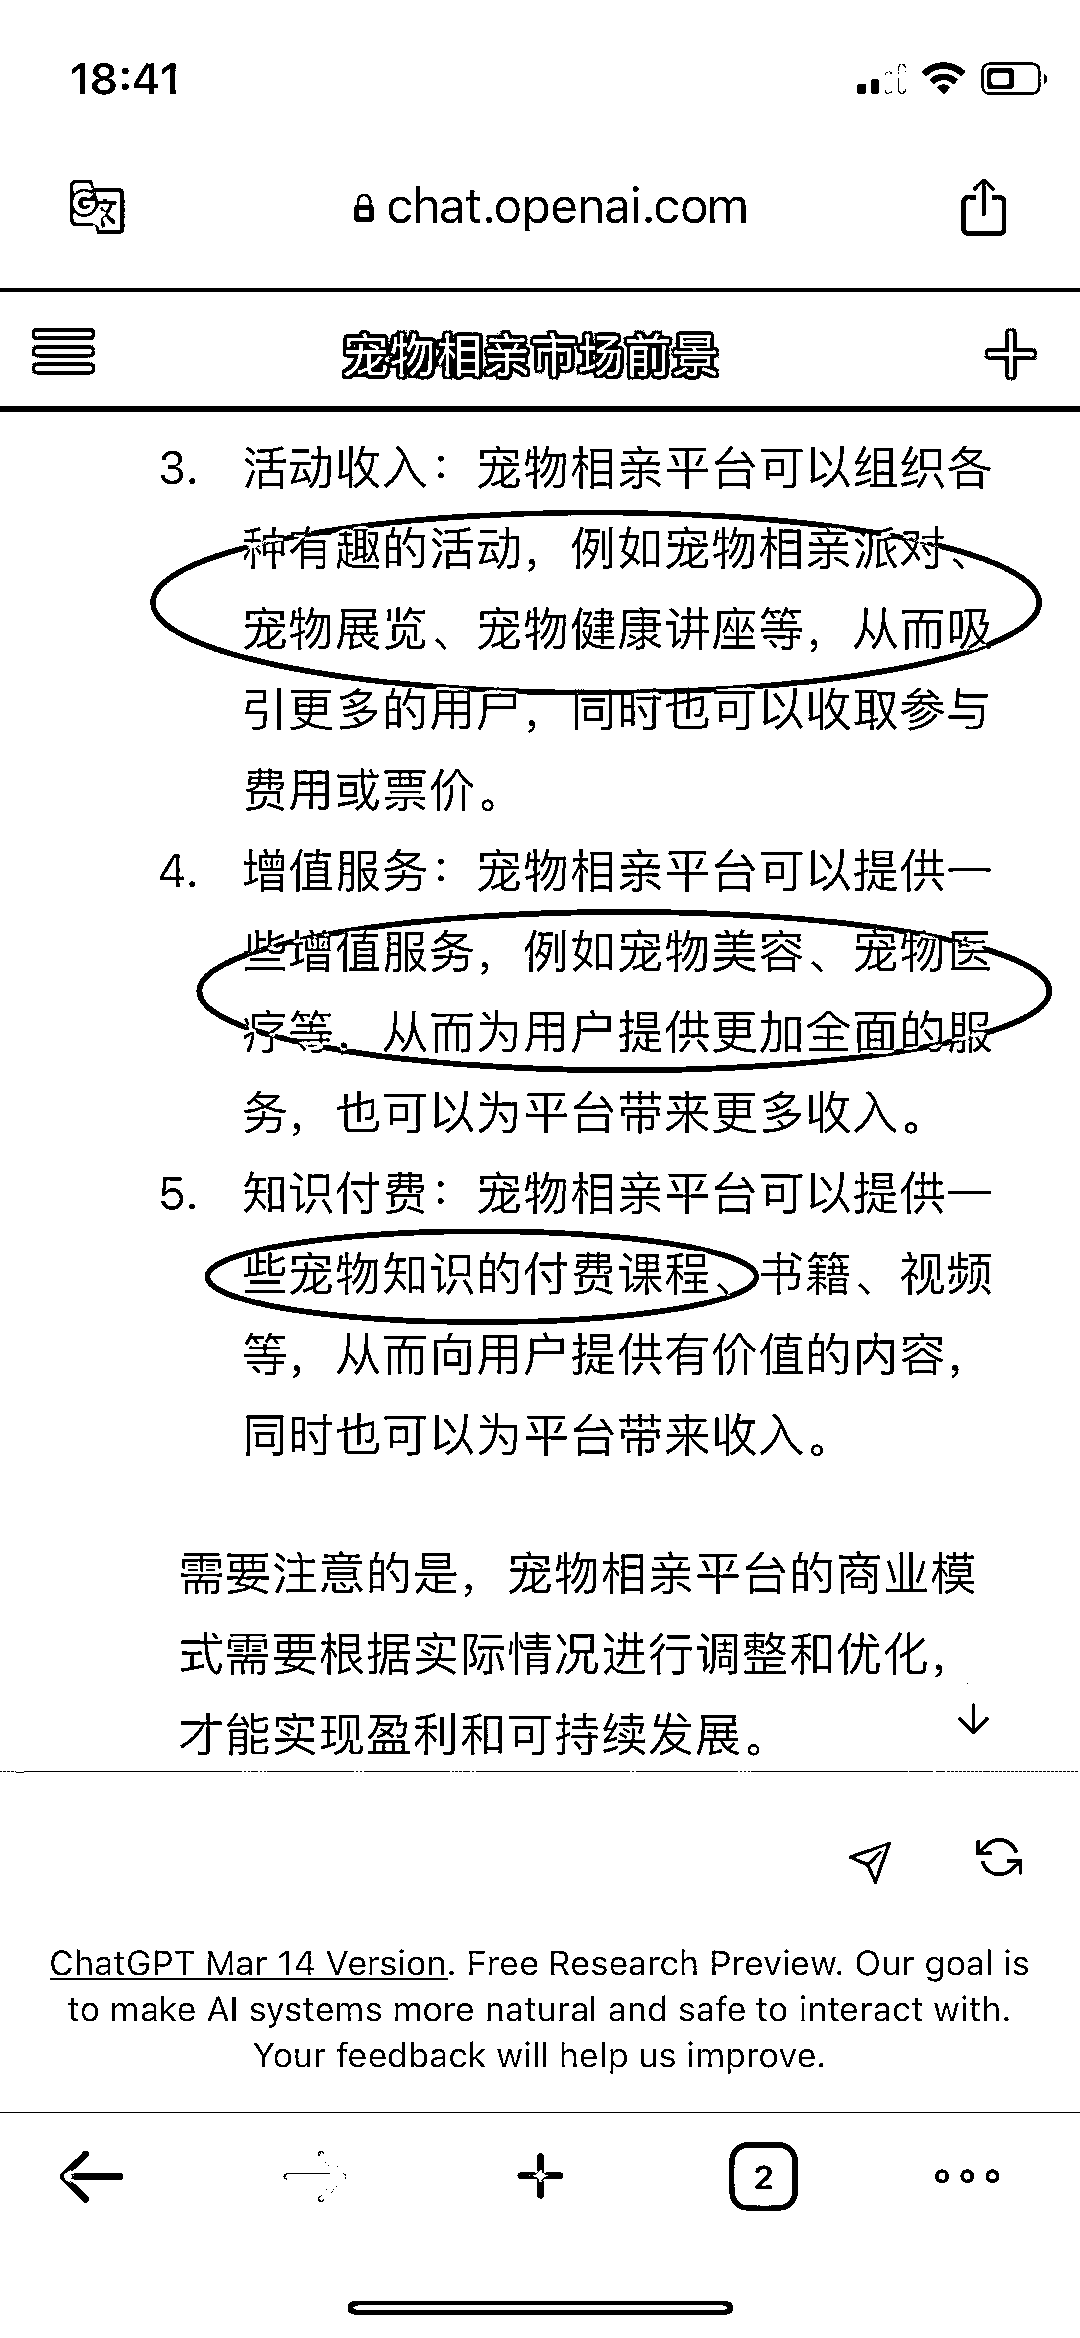 18:41
chat.openai.com
宠物相亲市场前景
3. 活动收入：宠物相亲平台可以组织各
种有趣的活动，例如宠物相亲派对、
宠物展览、宠物健康讲座等，从而吸
引更多的用户，同时也可以收取参与
费用或票价。
4. 增值服务：宠物相亲平台可以提供一
些增值服务，例如宠物美容、宠物医
疗等，从而为用户提供更加全面的服
务，也可以为平台带来更多收入。
5. 知识付费：宠物相亲平台可以提供一
些宠物知识的付费课程、书籍、视频
等，从而向用户提供有价值的内容，
同时也可以为平台带来收入。
需要注意的是，宠物相亲平台的商业模
式需要根据实际情况进行调整和优化，
才能实现盈利和可持续发展。
ChatGPT Mar 14 Version. Free Research Preview. Our goal is
to make AI systems more natural and safe to interact with.
Your feedback will help us improve.
2